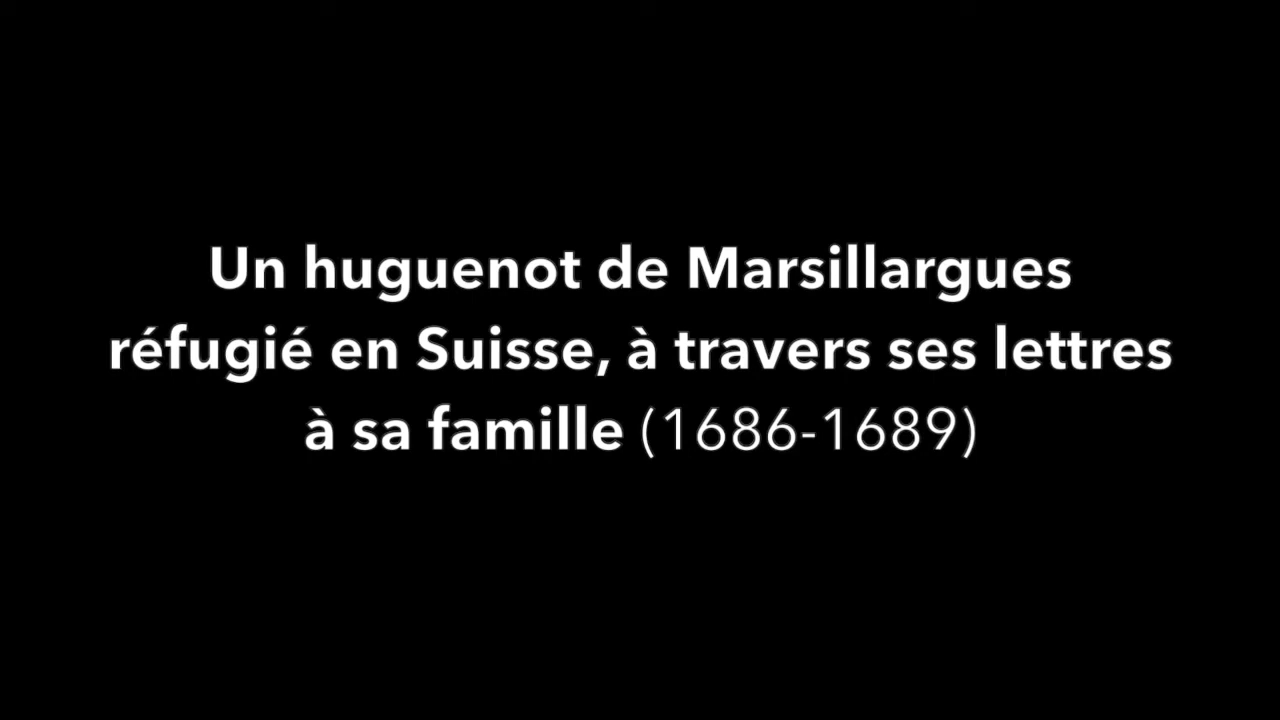 Un huguenot de Marsillargues
réfugié en Suisse, à travers ses lettres
à sa famille (1686-1689)